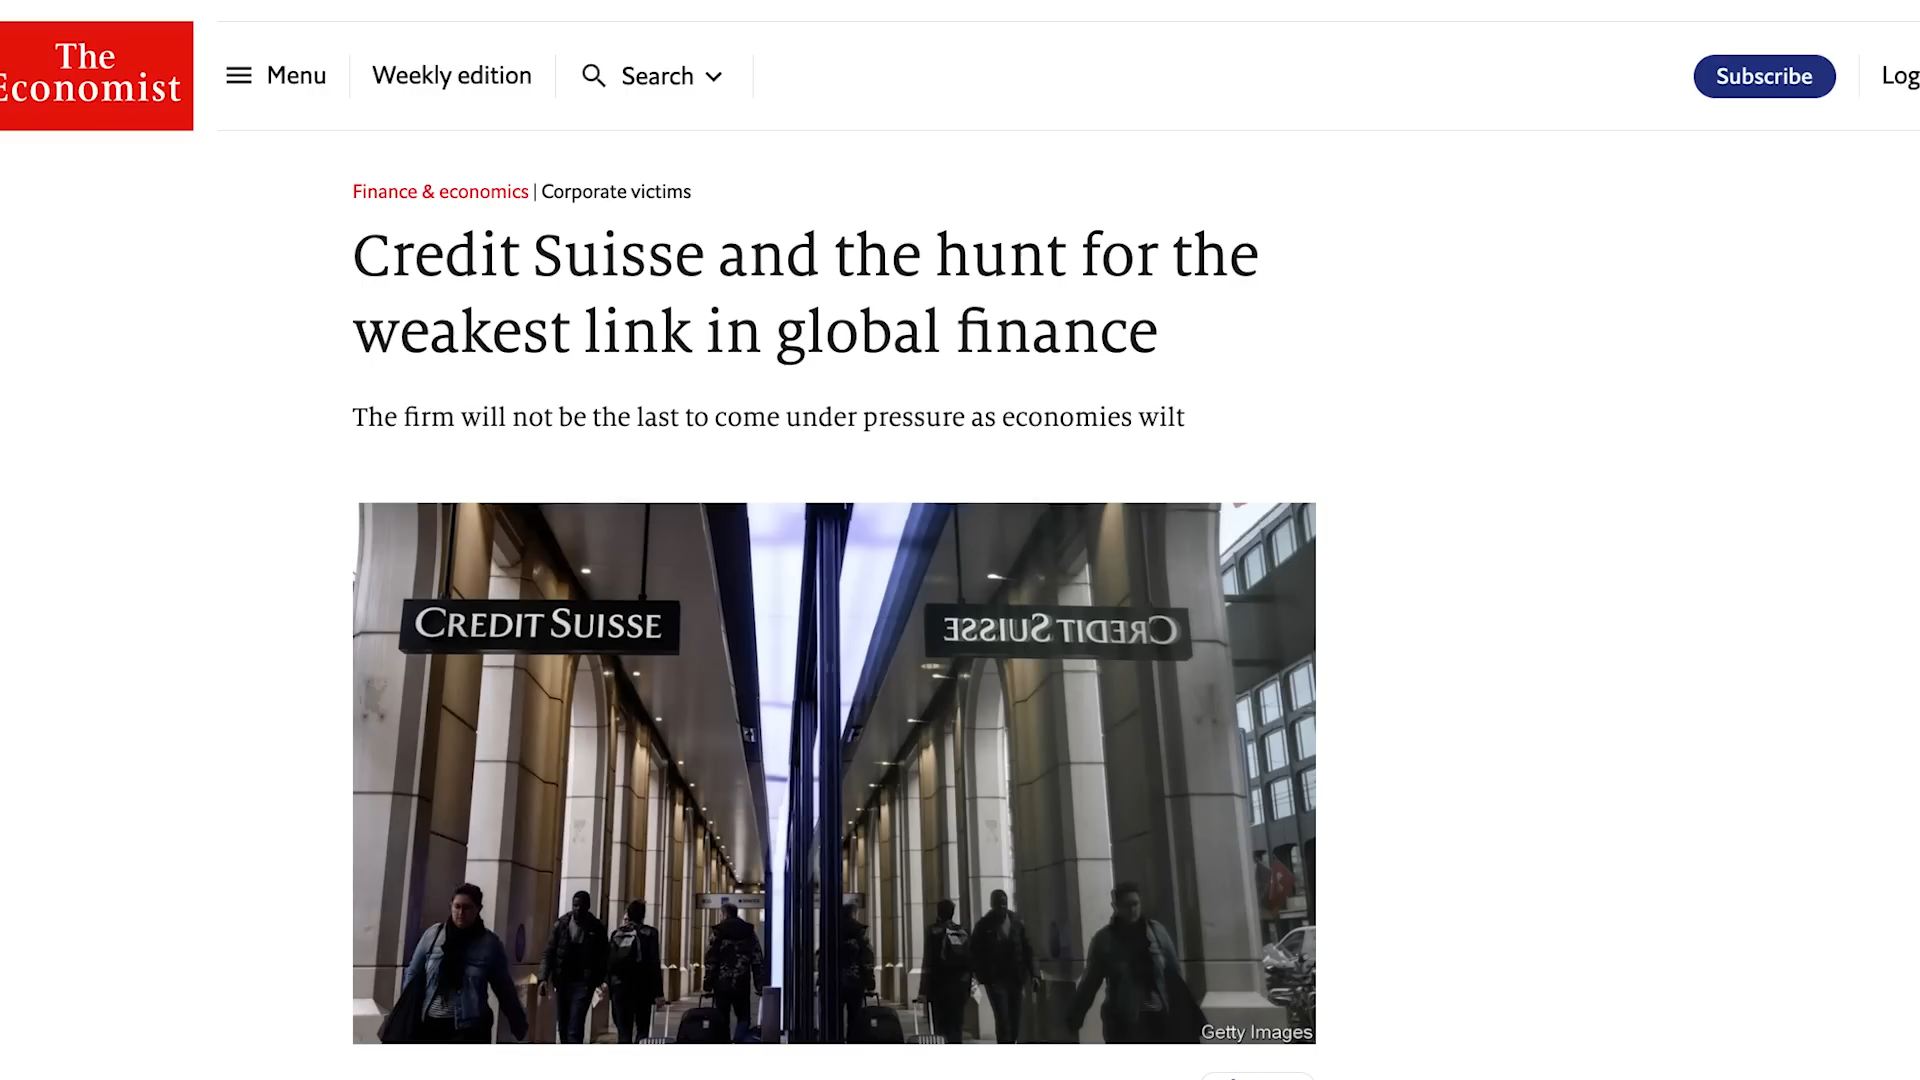 The
Economist
Menu
Weekly edition
Search
Subscribe
Log
Finance & economics | Corporate victims
Credit Suisse and the hunt for the
weakest link in global finance
The firm will not be the last to come under pressure as economies wilt
CREDIT SUISSE
CREDIT SUISSE
Getty Images